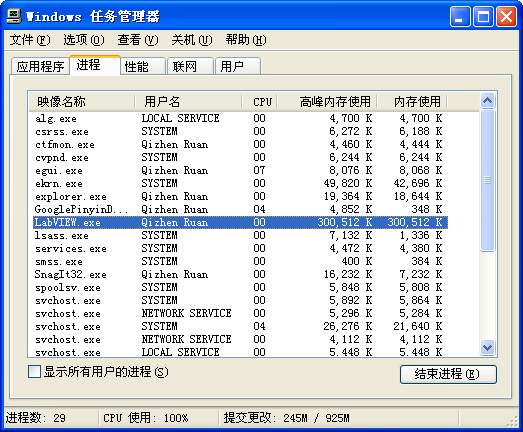 Windows 任务管理器
文件(F) 选项(O) 查看(V) 关机(U) 帮助(H)
应用程序 进程 性能 联网 用户
映像名称 用户名 CPU 高峰内存使用 内存使用
alg.exe LOCAL SERVICE 00 4,700 K 4,700 K
csrss.exe SYSTEM 00 6,272 K 6,188 K
ctfmon.exe Qizhen Ruan 00 4,460 K 4,444 K
cvpnd.exe SYSTEM 00 6,244 K 6,244 K
egui.exe Qizhen Ruan 07 8,076 K 8,068 K
ekrn.exe SYSTEM 00 49,820 K 42,696 K
explorer.exe Qizhen Ruan 00 19,364 K 18,644 K
GooglePinyinD... Qizhen Ruan 04 4,852 K 348 K
LabVIEW.exe Qizhen Ruan 00 300,512 K 300,512 K
lsass.exe SYSTEM 00 7,132 K 1,336 K
services.exe SYSTEM 00 4,472 K 4,380 K
smss.exe SYSTEM 00 400 K 384 K
SnagIt32.exe Qizhen Ruan 00 16,232 K 7,232 K
spoolsv.exe SYSTEM 00 5,848 K 5,808 K
svchost.exe SYSTEM 00 5,892 K 5,864 K
svchost.exe NETWORK SERVICE 00 5,296 K 5,284 K
svchost.exe SYSTEM 04 26,276 K 21,640 K
svchost.exe NETWORK SERVICE 00 4,112 K 4,112 K
svchost.exe LOCAL SERVICE 00 5,448 K 5,448 K
显示所有用户的进程(S) 结束进程(E)
进程数: 29 CPU 使用: 100% 提交更改: 245M / 925M